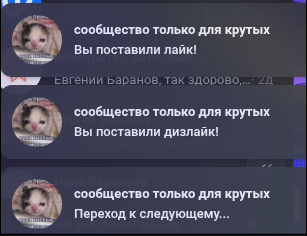 сообщество только для крутых
Вы поставили лайк!
Евгений Баранов, так здорово,... · 2д
сообщество только для крутых
Вы поставили дизлайк!
сообщество только для крутых
Переход к следующему...